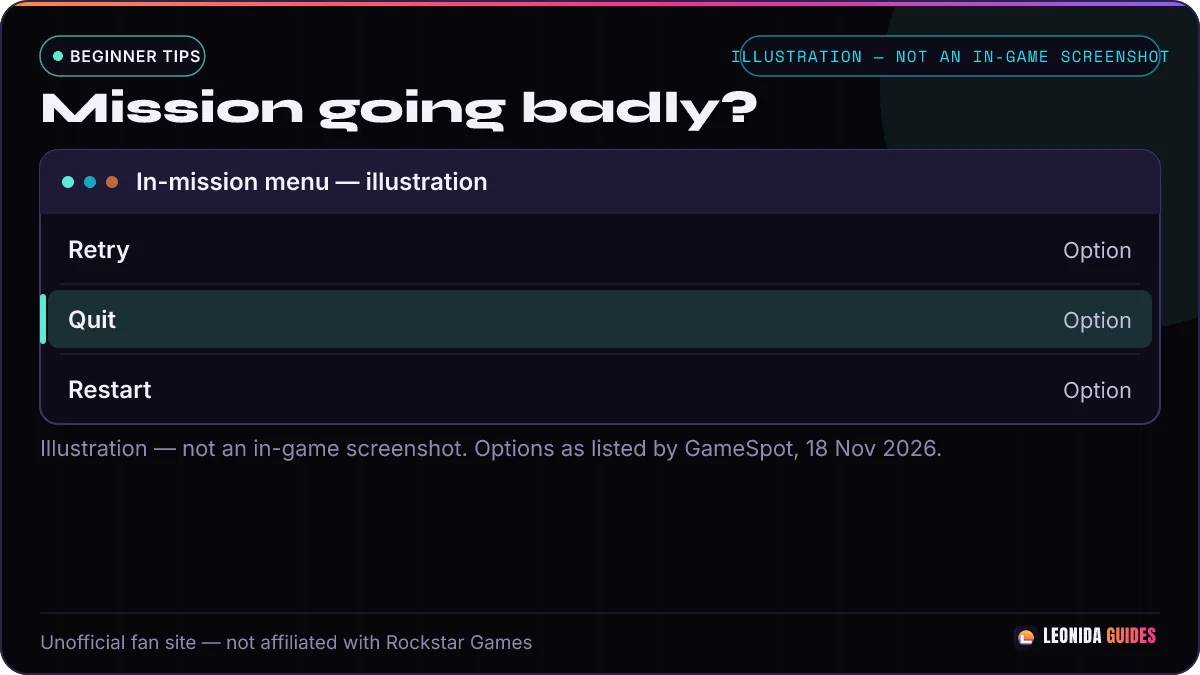 BEGINNER TIPS
ILLUSTRATION — NOT AN IN-GAME SCREENSHOT
Mission going badly?
In-mission menu — illustration
Retry Option
Quit Option
Restart Option
Illustration — not an in-game screenshot. Options as listed by GameSpot, 18 Nov 2026.
Unofficial fan site — not affiliated with Rockstar Games
LEONIDA GUIDES